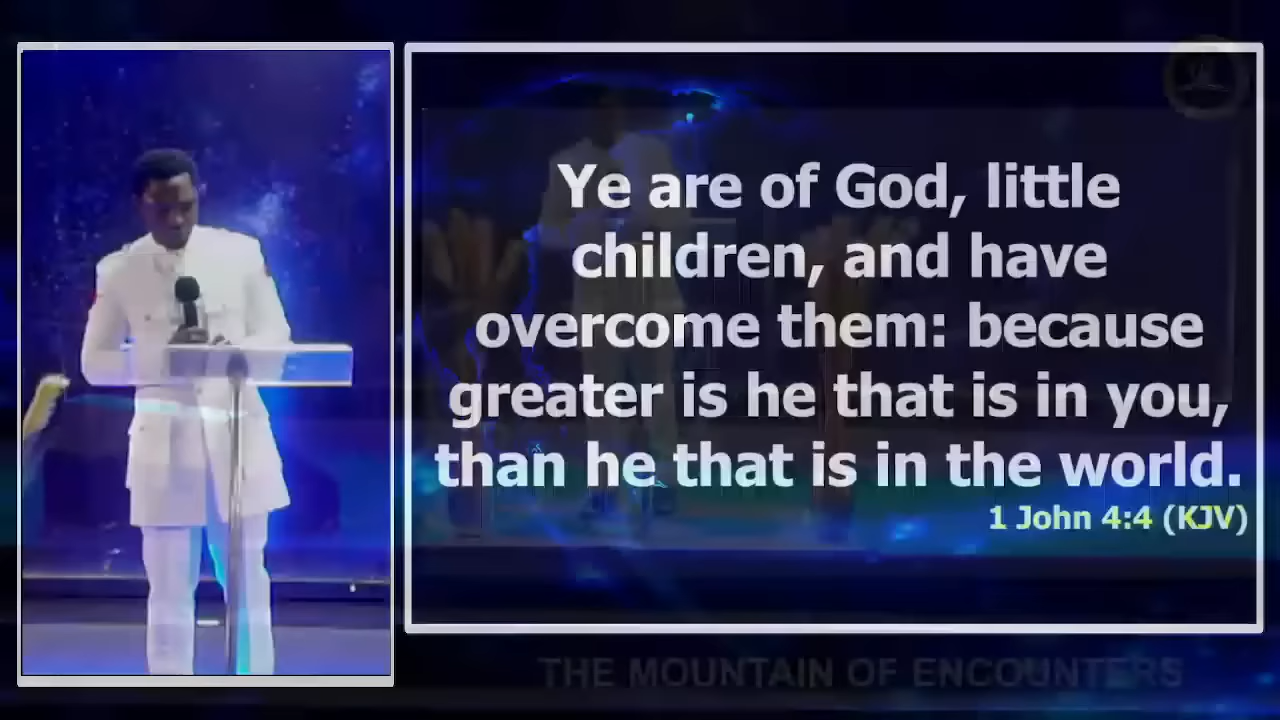 Ye are of God, little
children, and have
overcome them: because
greater is he that is in you,
than he that is in the world.
1 John 4:4 (KJV)
THE MOUNTAIN OF ENCOUNTERS